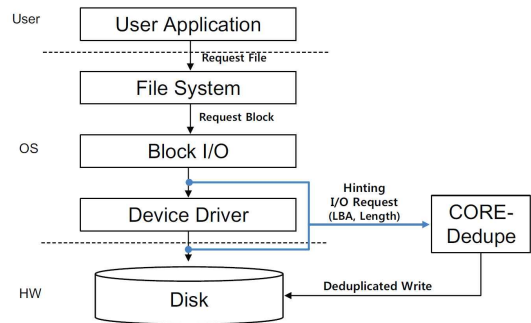 User
User Application
Request File
File System
Request Block
OS
Block I/O
Hinting
I/O Request
(LBA, Length)
Device Driver
CORE-
Dedupe
HW
Disk
Deduplicated Write